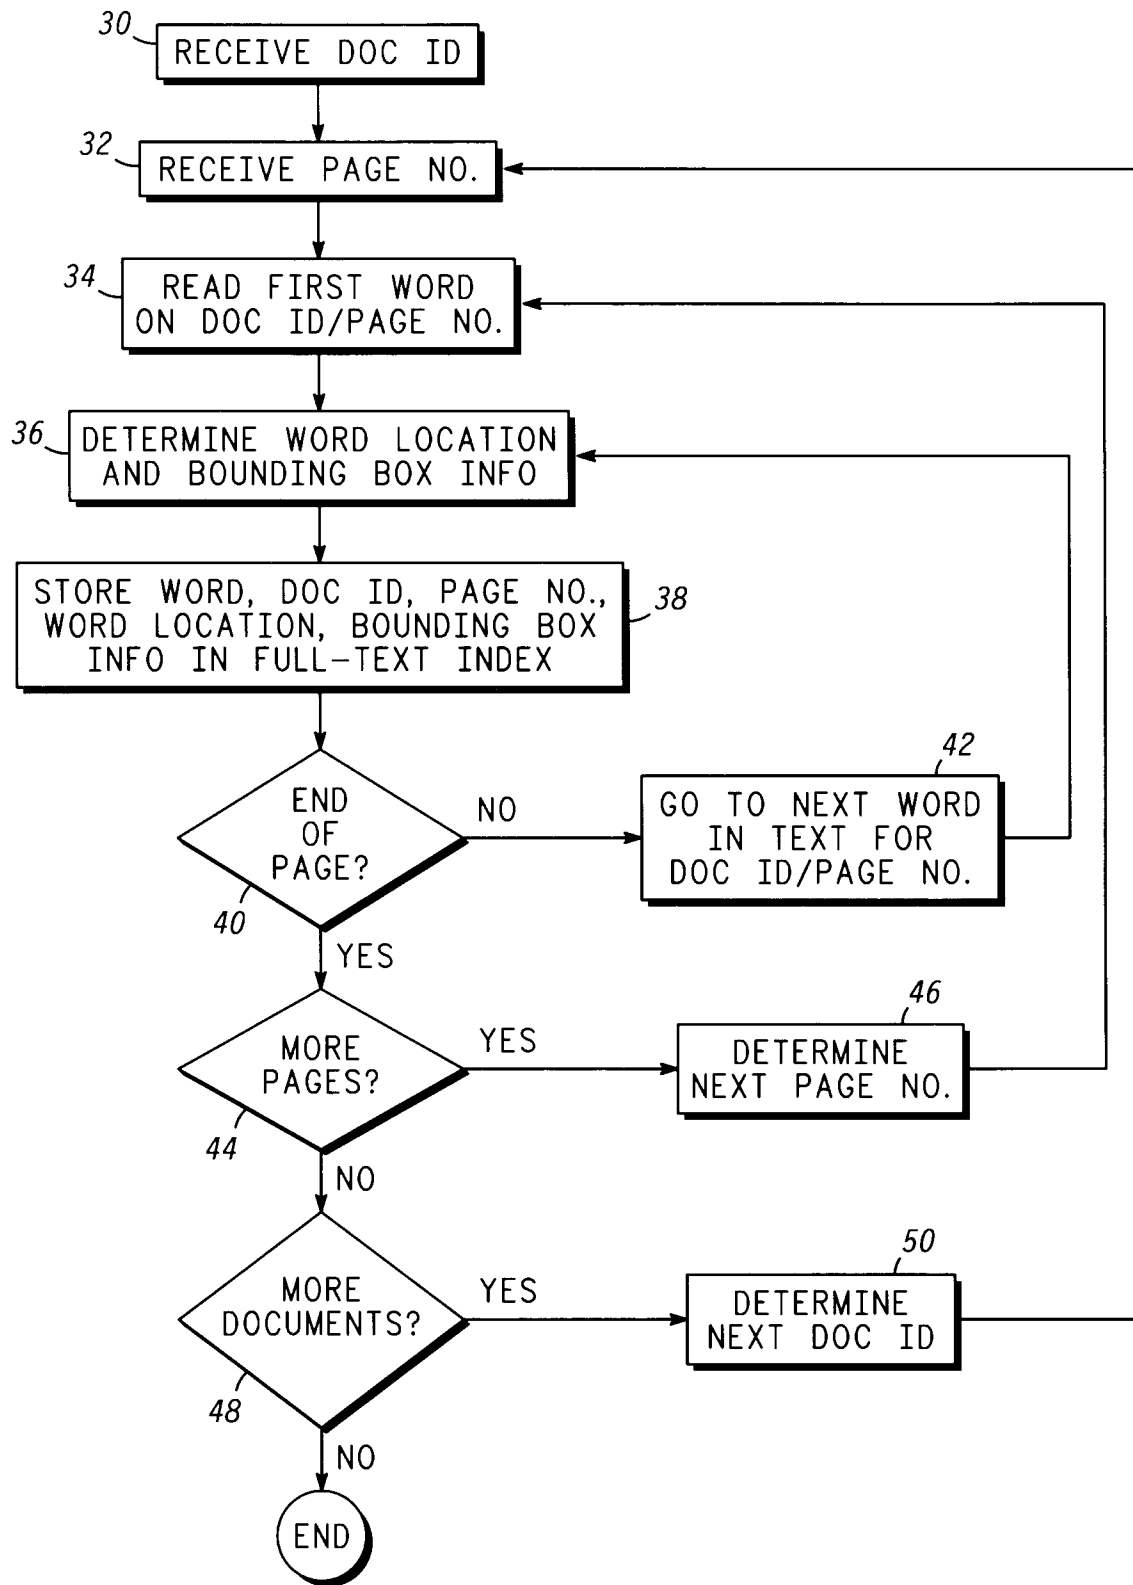 30
RECEIVE DOC ID
32
RECEIVE PAGE NO.
34
READ FIRST WORD
ON DOC ID/PAGE NO.
36
DETERMINE WORD LOCATION
AND BOUNDING BOX INFO
STORE WORD, DOC ID, PAGE NO.,
WORD LOCATION, BOUNDING BOX
INFO IN FULL-TEXT INDEX
38
END
OF
PAGE?
40
NO
42
GO TO NEXT WORD
IN TEXT FOR
DOC ID/PAGE NO.
YES
MORE
PAGES?
44
YES
46
DETERMINE
NEXT PAGE NO.
NO
MORE
DOCUMENTS?
48
YES
50
DETERMINE
NEXT DOC ID
NO
END